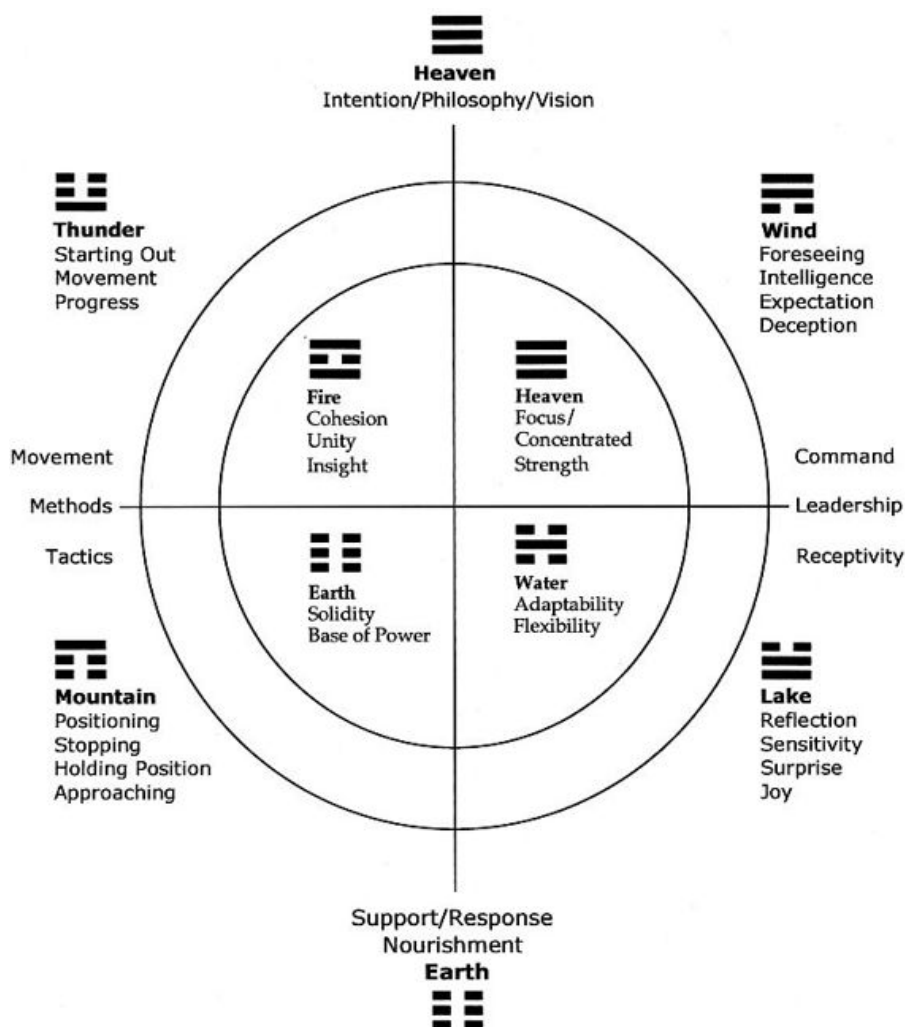 Heaven
Intention/Philosophy/Vision
Thunder
Starting Out
Movement
Progress
Wind
Foreseeing
Intelligence
Expectation
Deception
Fire
Cohesion
Unity
Insight
Heaven
Focus/
Concentrated
Strength
Movement
Methods
Tactics
Command
Leadership
Receptivity
Earth
Solidity
Base of Power
Water
Adaptability
Flexibility
Mountain
Positioning
Stopping
Holding Position
Approaching
Lake
Reflection
Sensitivity
Surprise
Joy
Support/Response
Nourishment
Earth